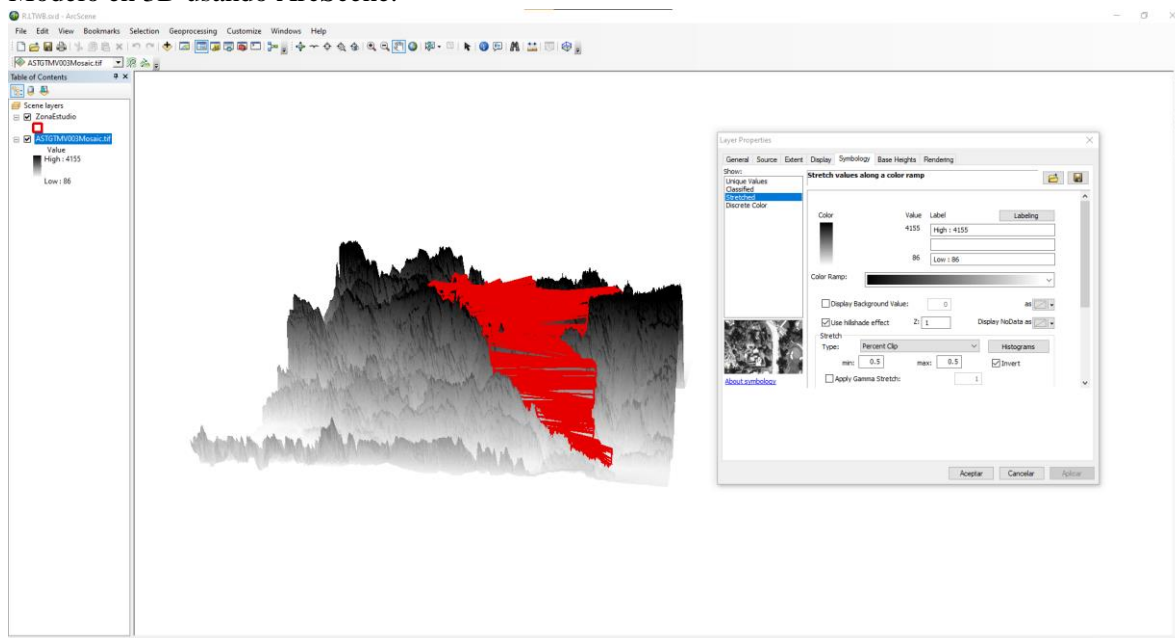 Modelo en 3D usando ArcScene:
R.LTWB.sxd - ArcScene
File Edit View Bookmarks Selection Geoprocessing Customize Windows Help
ASTGTMV003Mosaic.tif
Table of Contents
Scene layers
ZonaEstudio
ASTGTMV003Mosaic.tif
Value
High : 4155
Low : 86
Layer Properties
General Source Extent Display Symbology Base Heights Rendering
Show:
Unique Values
Classified
Stretched
Discrete Color
Stretch values along a color ramp
Color Value Label Labeling
4155 High : 4155
86 Low : 86
Color Ramp:
Display Background Value: 0 as
Use hillshade effect Z: 1 Display NoData as
Stretch
Type: Percent Clip Histograms
min: 0.5 max: 0.5 Invert
About symbology
Apply Gamma Stretch: 1
Aceptar Cancelar Aplicar